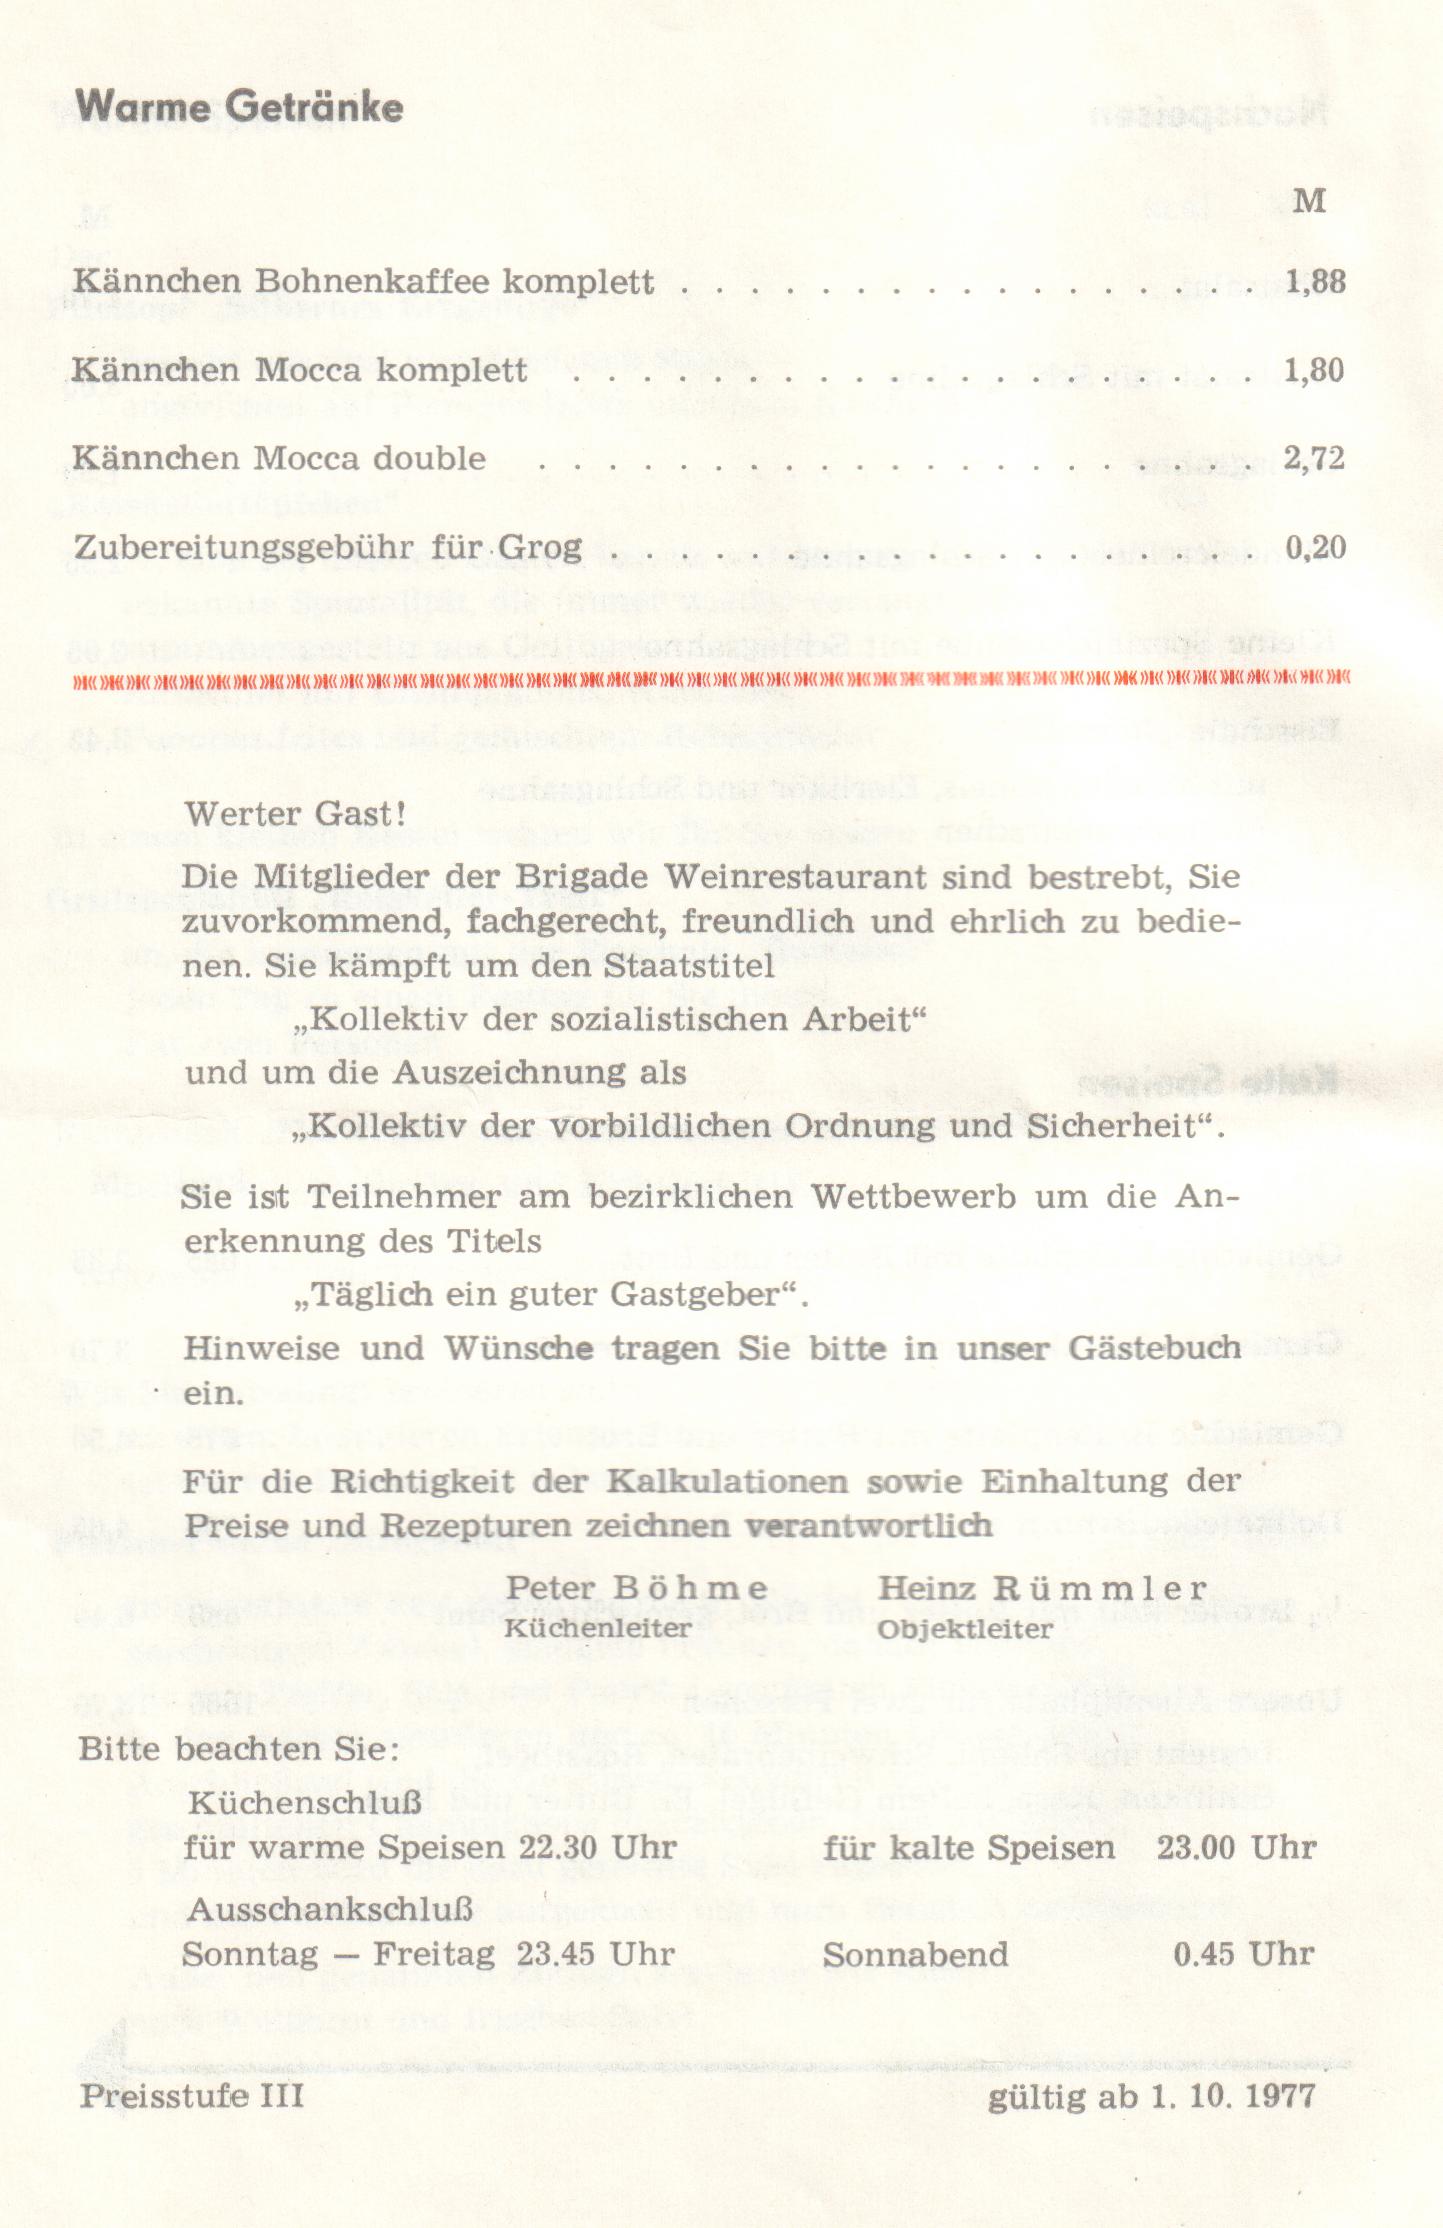 Warme Getränke
M
Kännchen Bohnenkaffee komplett . . . . . . . . . . . . . . . . . 1,88
Kännchen Mocca komplett . . . . . . . . . . . . . . . . . . . . 1,80
Kännchen Mocca double . . . . . . . . . . . . . . . . . . . . . 2,72
Zubereitungsgebühr für Grog . . . . . . . . . . . . . . . . . . . 0,20
Werter Gast!
Die Mitglieder der Brigade Weinrestaurant sind bestrebt, Sie
zuvorkommend, fachgerecht, freundlich und ehrlich zu bedie-
nen. Sie kämpft um den Staatstitel
„Kollektiv der sozialistischen Arbeit“
und um die Auszeichnung als
„Kollektiv der vorbildlichen Ordnung und Sicherheit“.
Sie ist Teilnehmer am bezirklichen Wettbewerb um die An-
erkennung des Titels
„Täglich ein guter Gastgeber“.
Hinweise und Wünsche tragen Sie bitte in unser Gästebuch
ein.
Für die Richtigkeit der Kalkulationen sowie Einhaltung der
Preise und Rezepturen zeichnen verantwortlich
Peter Böhme Heinz Rümmler
Küchenleiter Objektleiter
Bitte beachten Sie:
Küchenschluß
für warme Speisen 22.30 Uhr für kalte Speisen 23.00 Uhr
Ausschankschluß
Sonntag — Freitag 23.45 Uhr Sonnabend 0.45 Uhr
Preisstufe III gültig ab 1. 10. 1977